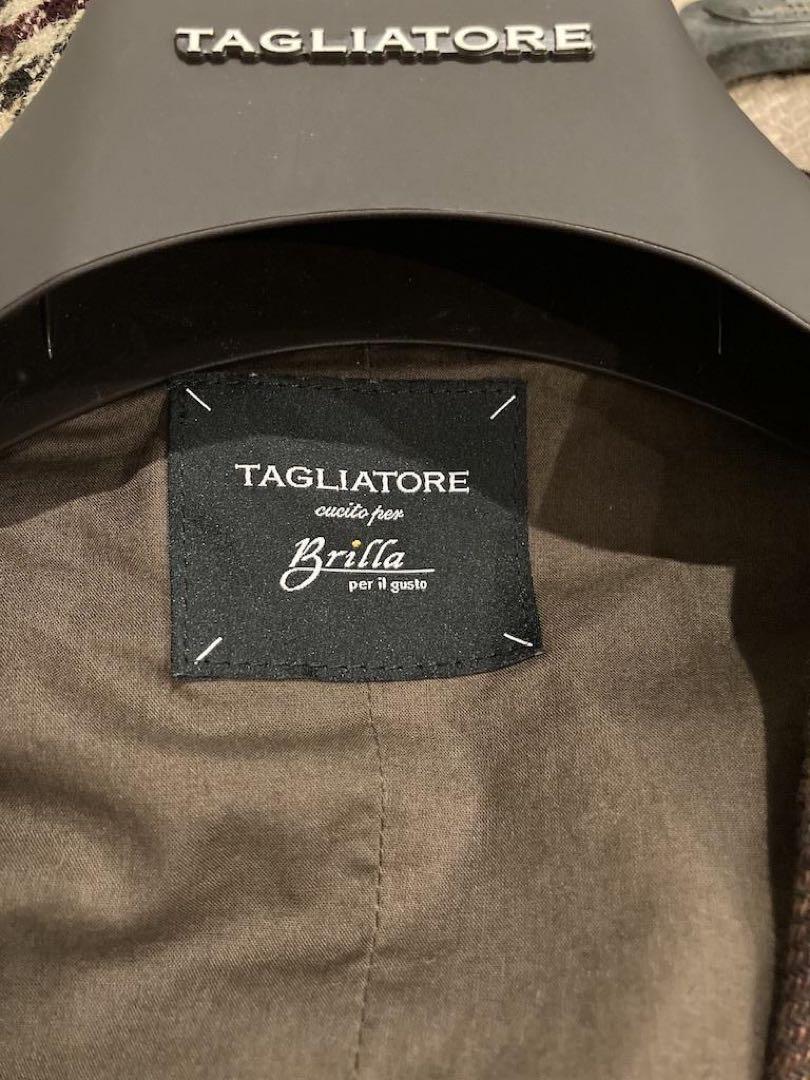 TAGLIATORE
TAGLIATORE
cucito per
Brilla
per il gusto